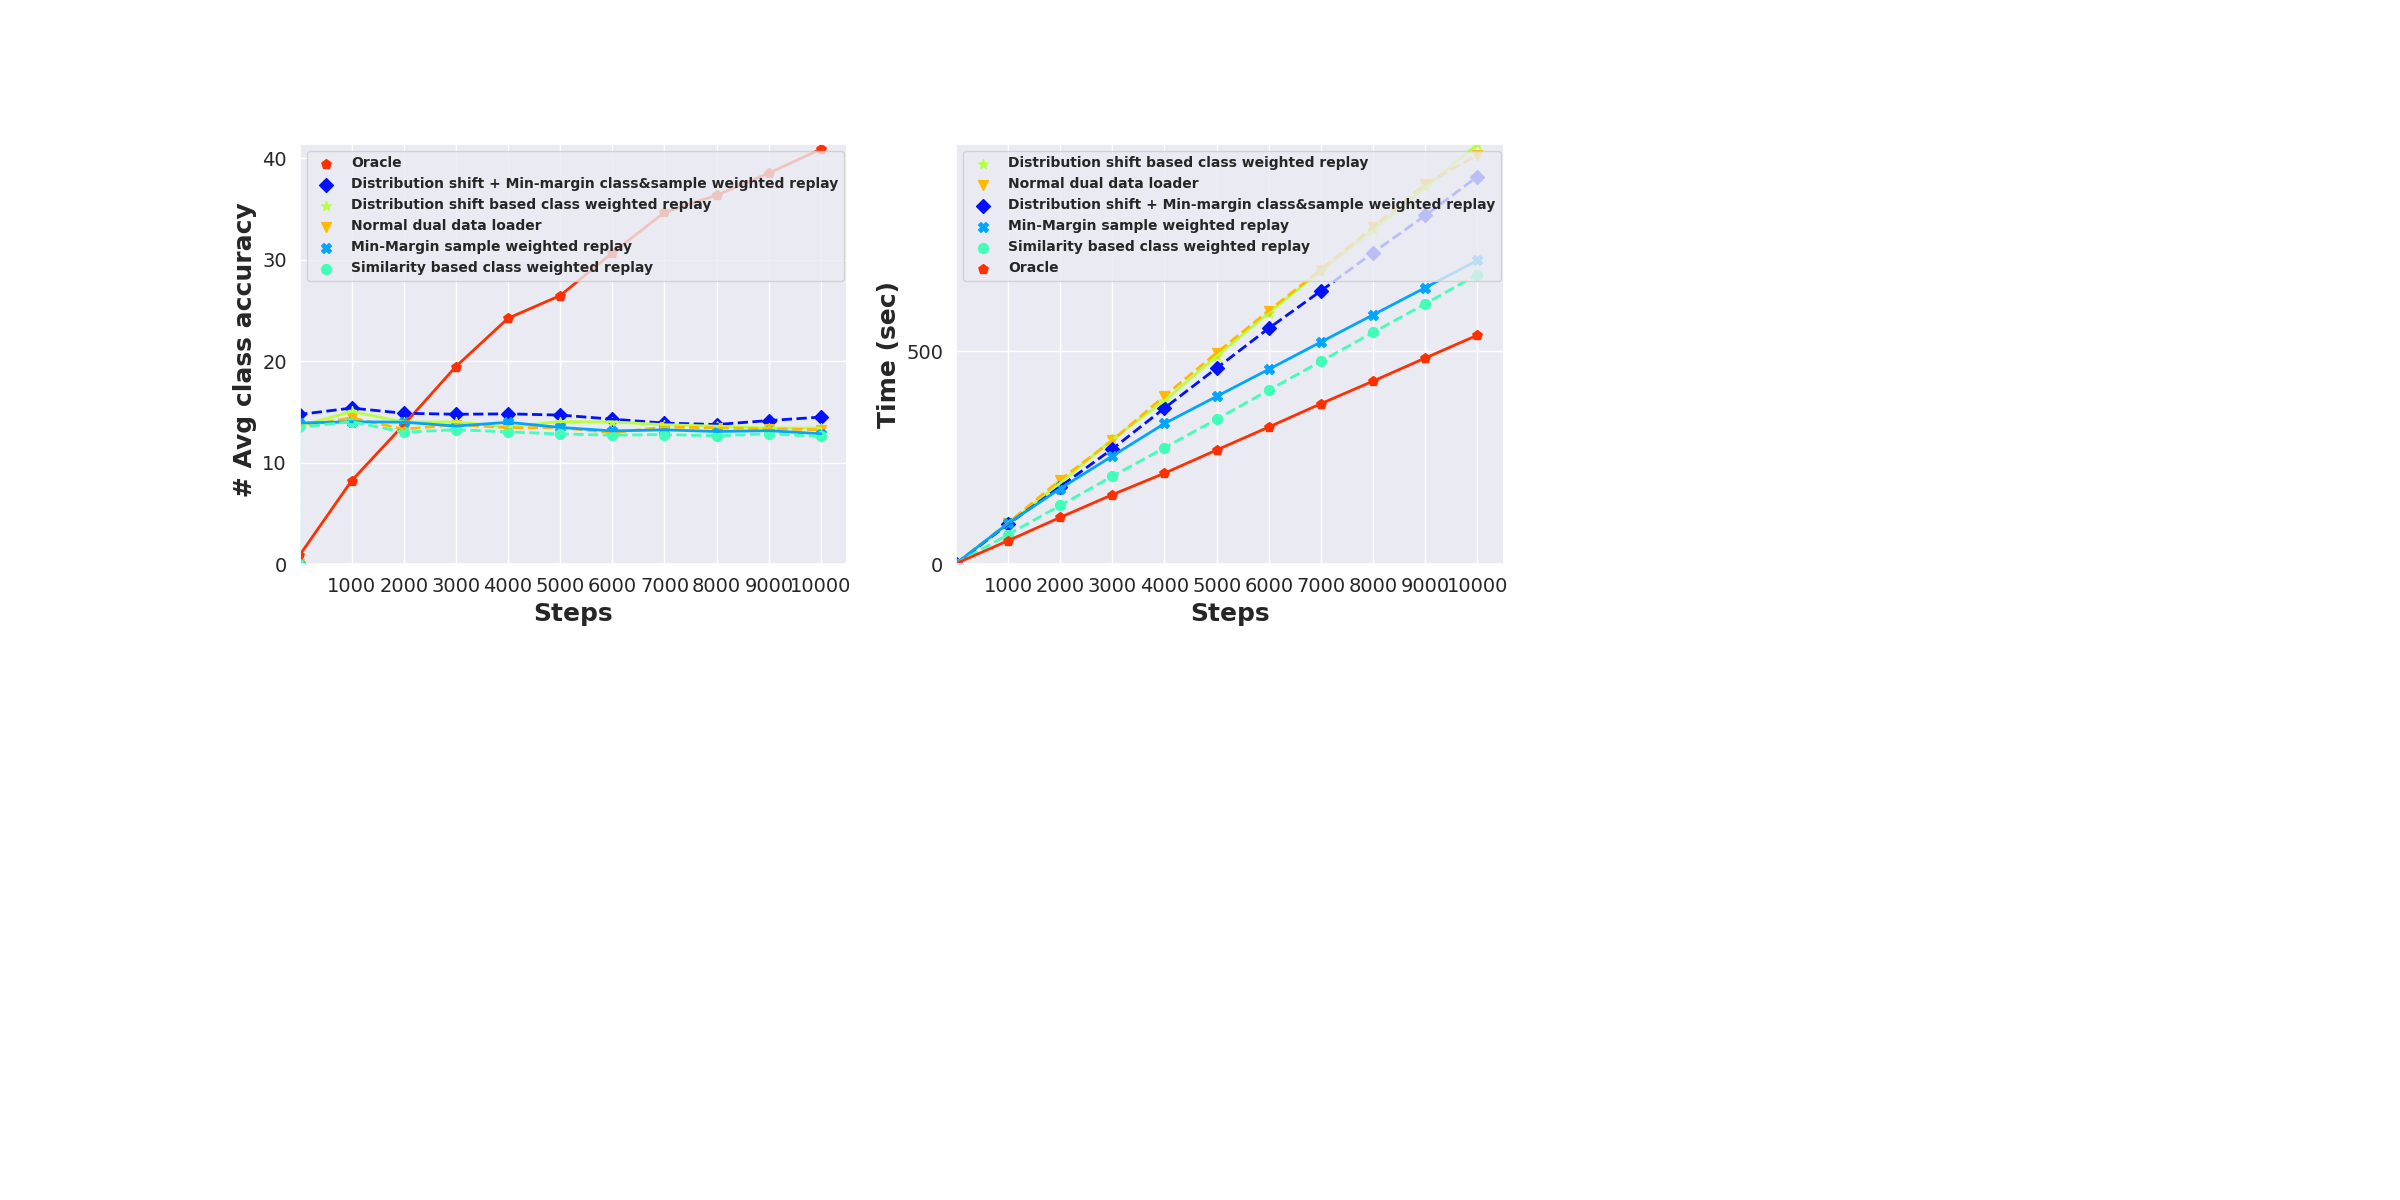 # Avg class accuracy
40
30
20
10
0
Oracle
Distribution shift + Min-margin class&sample weighted replay
Distribution shift based class weighted replay
Normal dual data loader
Min-Margin sample weighted replay
Similarity based class weighted replay
1000 2000 3000 4000 5000 6000 7000 8000 9000 10000
Steps
Time (sec)
500
0
Distribution shift based class weighted replay
Normal dual data loader
Distribution shift + Min-margin class&sample weighted replay
Min-Margin sample weighted replay
Similarity based class weighted replay
Oracle
1000 2000 3000 4000 5000 6000 7000 8000 9000 10000
Steps